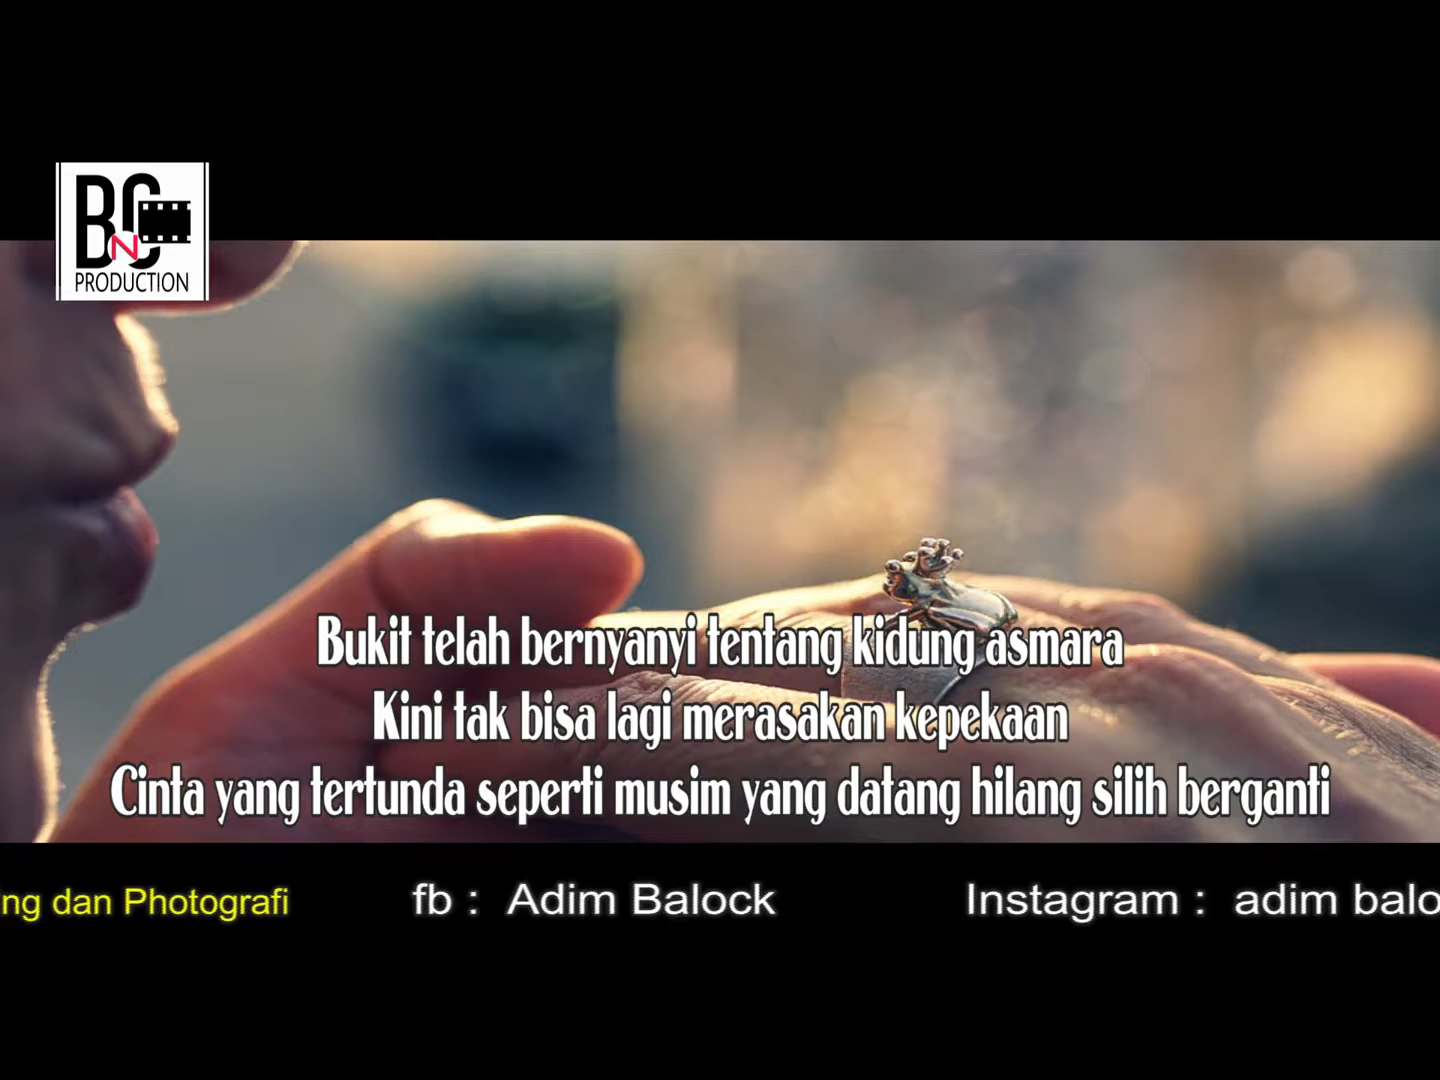 BNC
PRODUCTION
Bukit telah bernyanyi tentang kidung asmara
Kini tak bisa lagi merasakan kepekaan
Cinta yang tertunda seperti musim yang datang hilang silih berganti
ng dan Photografi fb : Adim Balock Instagram : adim balo